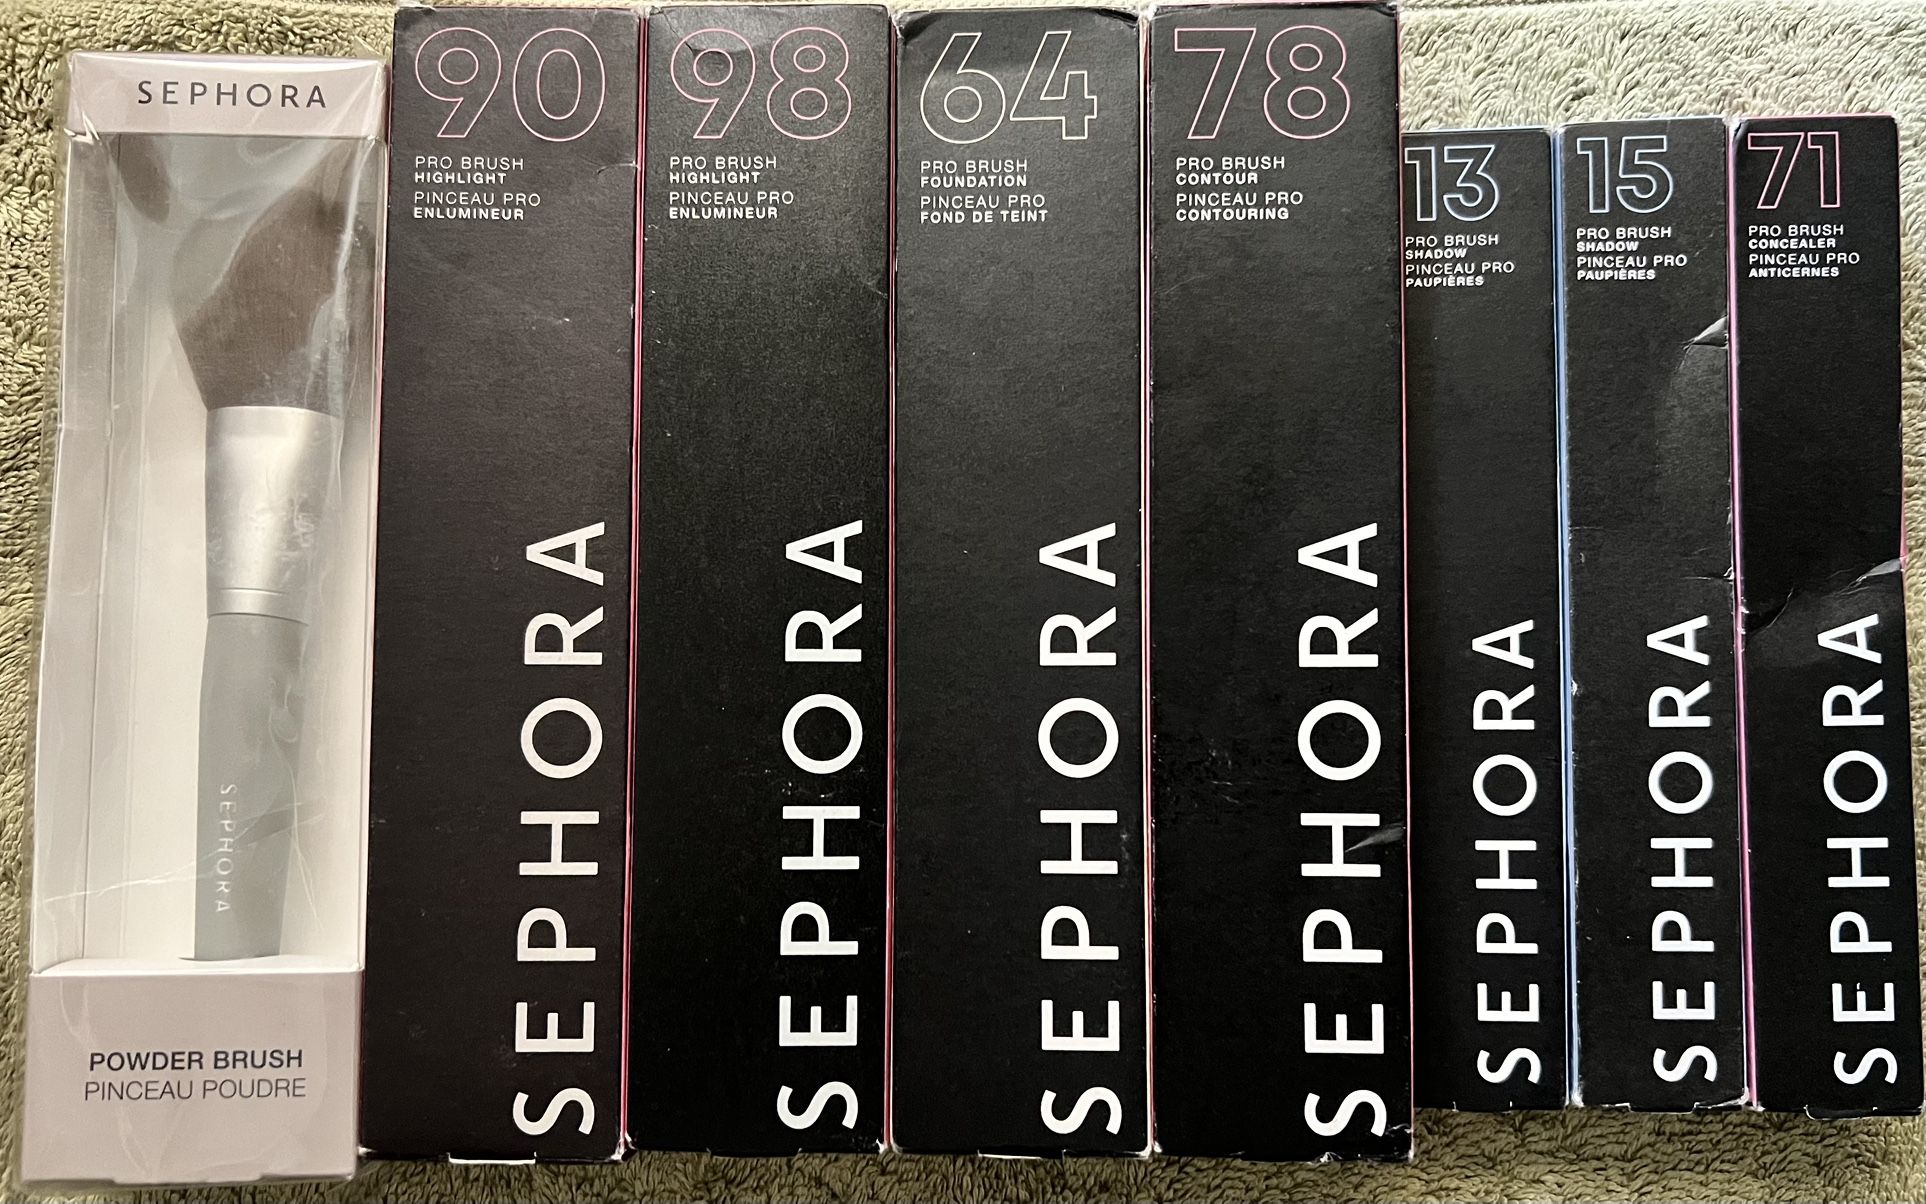 SEPHORA
SEPHORA
POWDER BRUSH
PINCEAU POUDRE
90
PRO BRUSH
HIGHLIGHT
PINCEAU PRO
ENLUMINEUR
SEPHORA
98
PRO BRUSH
HIGHLIGHT
PINCEAU PRO
ENLUMINEUR
SEPHORA
64
PRO BRUSH
FOUNDATION
PINCEAU PRO
FOND DE TEINT
SEPHORA
78
PRO BRUSH
CONTOUR
PINCEAU PRO
CONTOURING
SEPHORA
13
PRO BRUSH
SHADOW
PINCEAU PRO
PAUPIÈRES
SEPHORA
15
PRO BRUSH
SHADOW
PINCEAU PRO
PAUPIÈRES
SEPHORA
71
PRO BRUSH
CONCEALER
PINCEAU PRO
ANTICERNES
SEPHORA